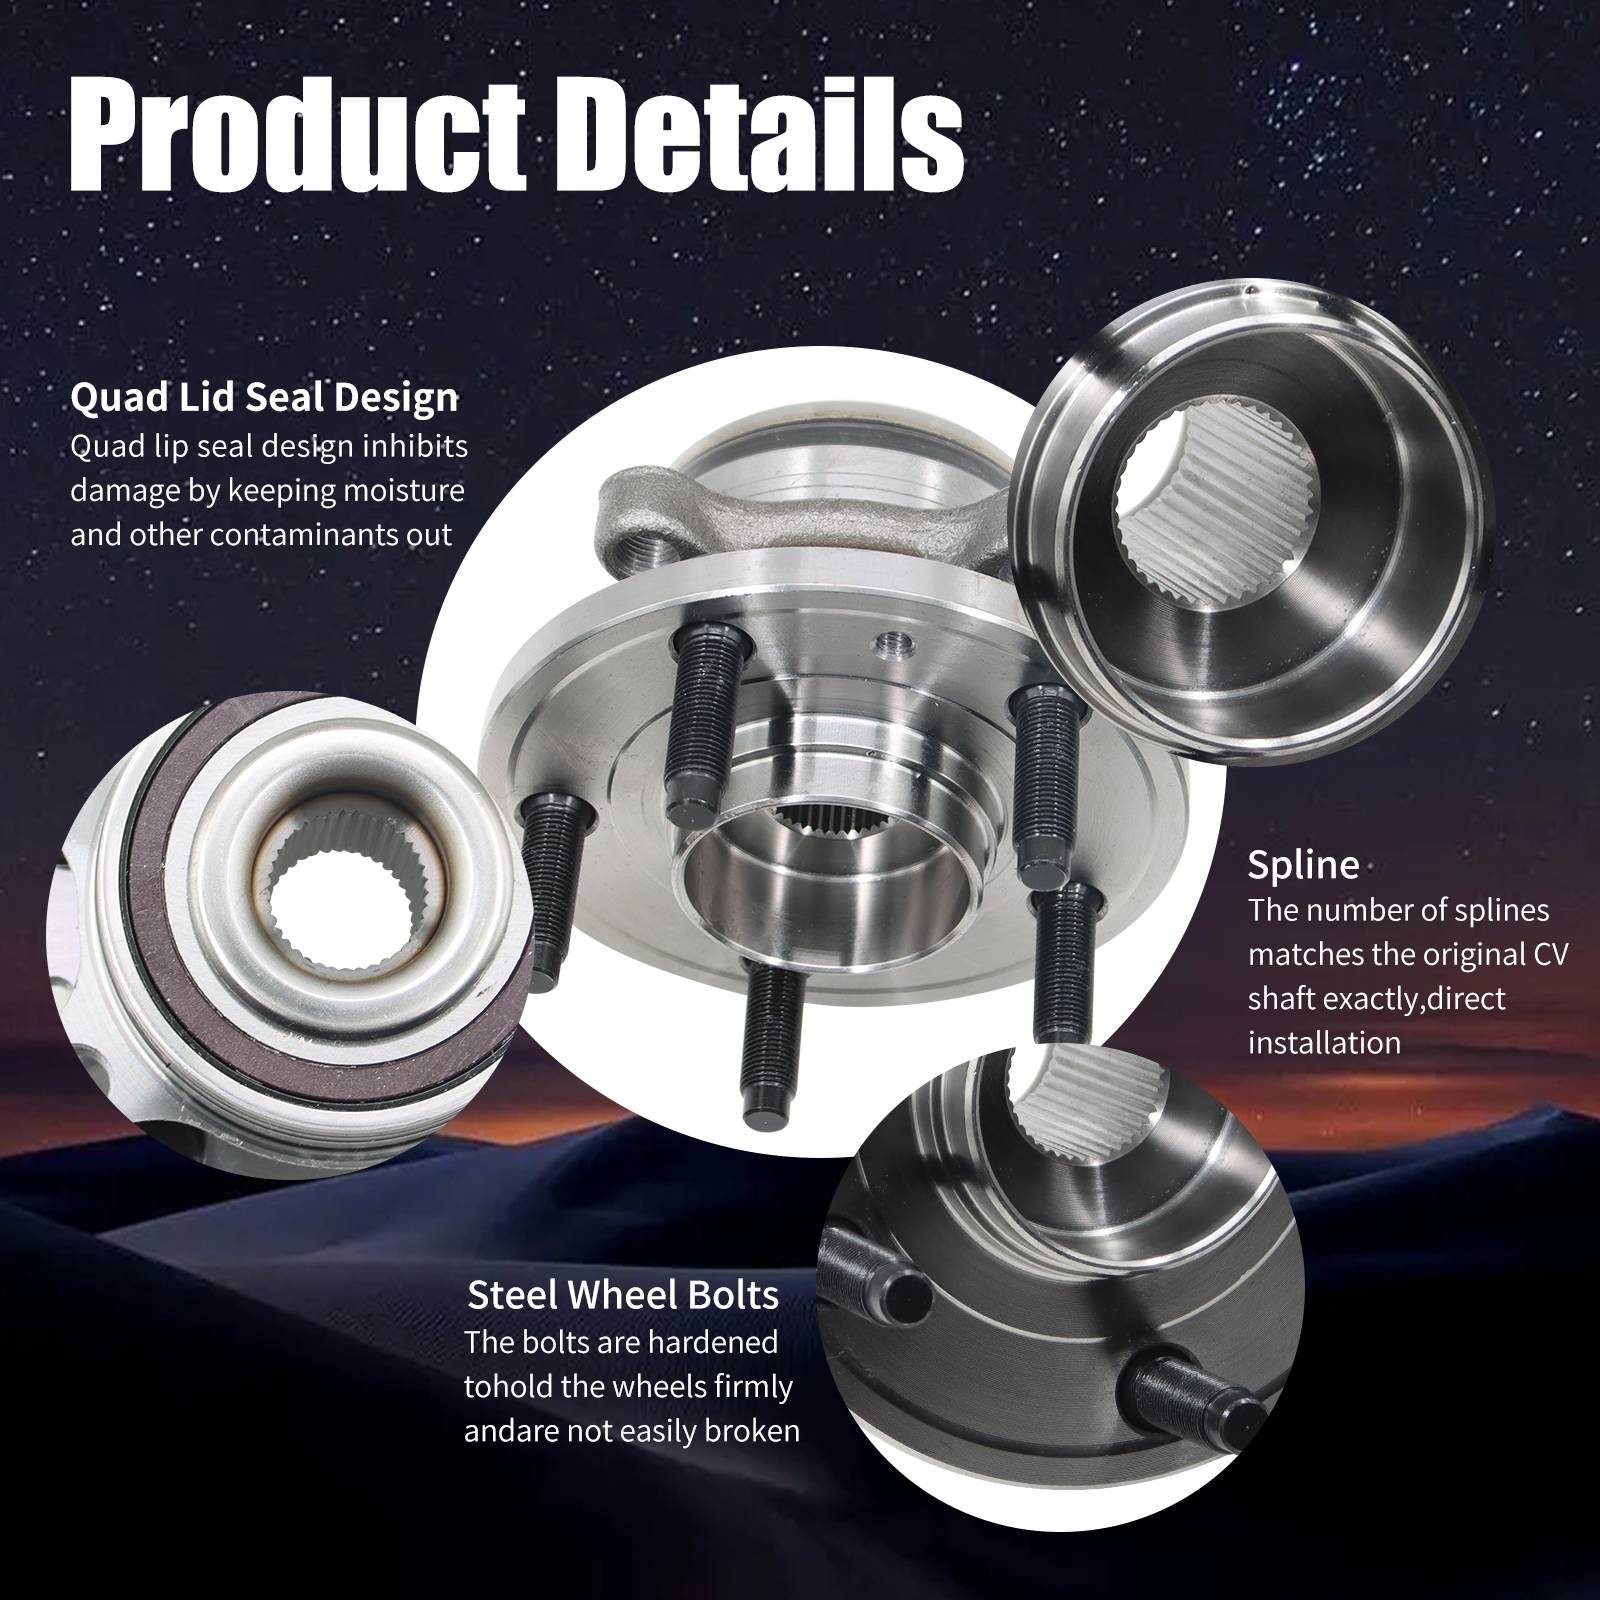 Product Details
Quad Lid Seal Design
Quad lip seal design inhibits
damage by keeping moisture
and other contaminants out
Spline
The number of splines
matches the original CV
shaft exactly,direct
installation
Steel Wheel Bolts
The bolts are hardened
tohold the wheels firmly
andare not easily broken